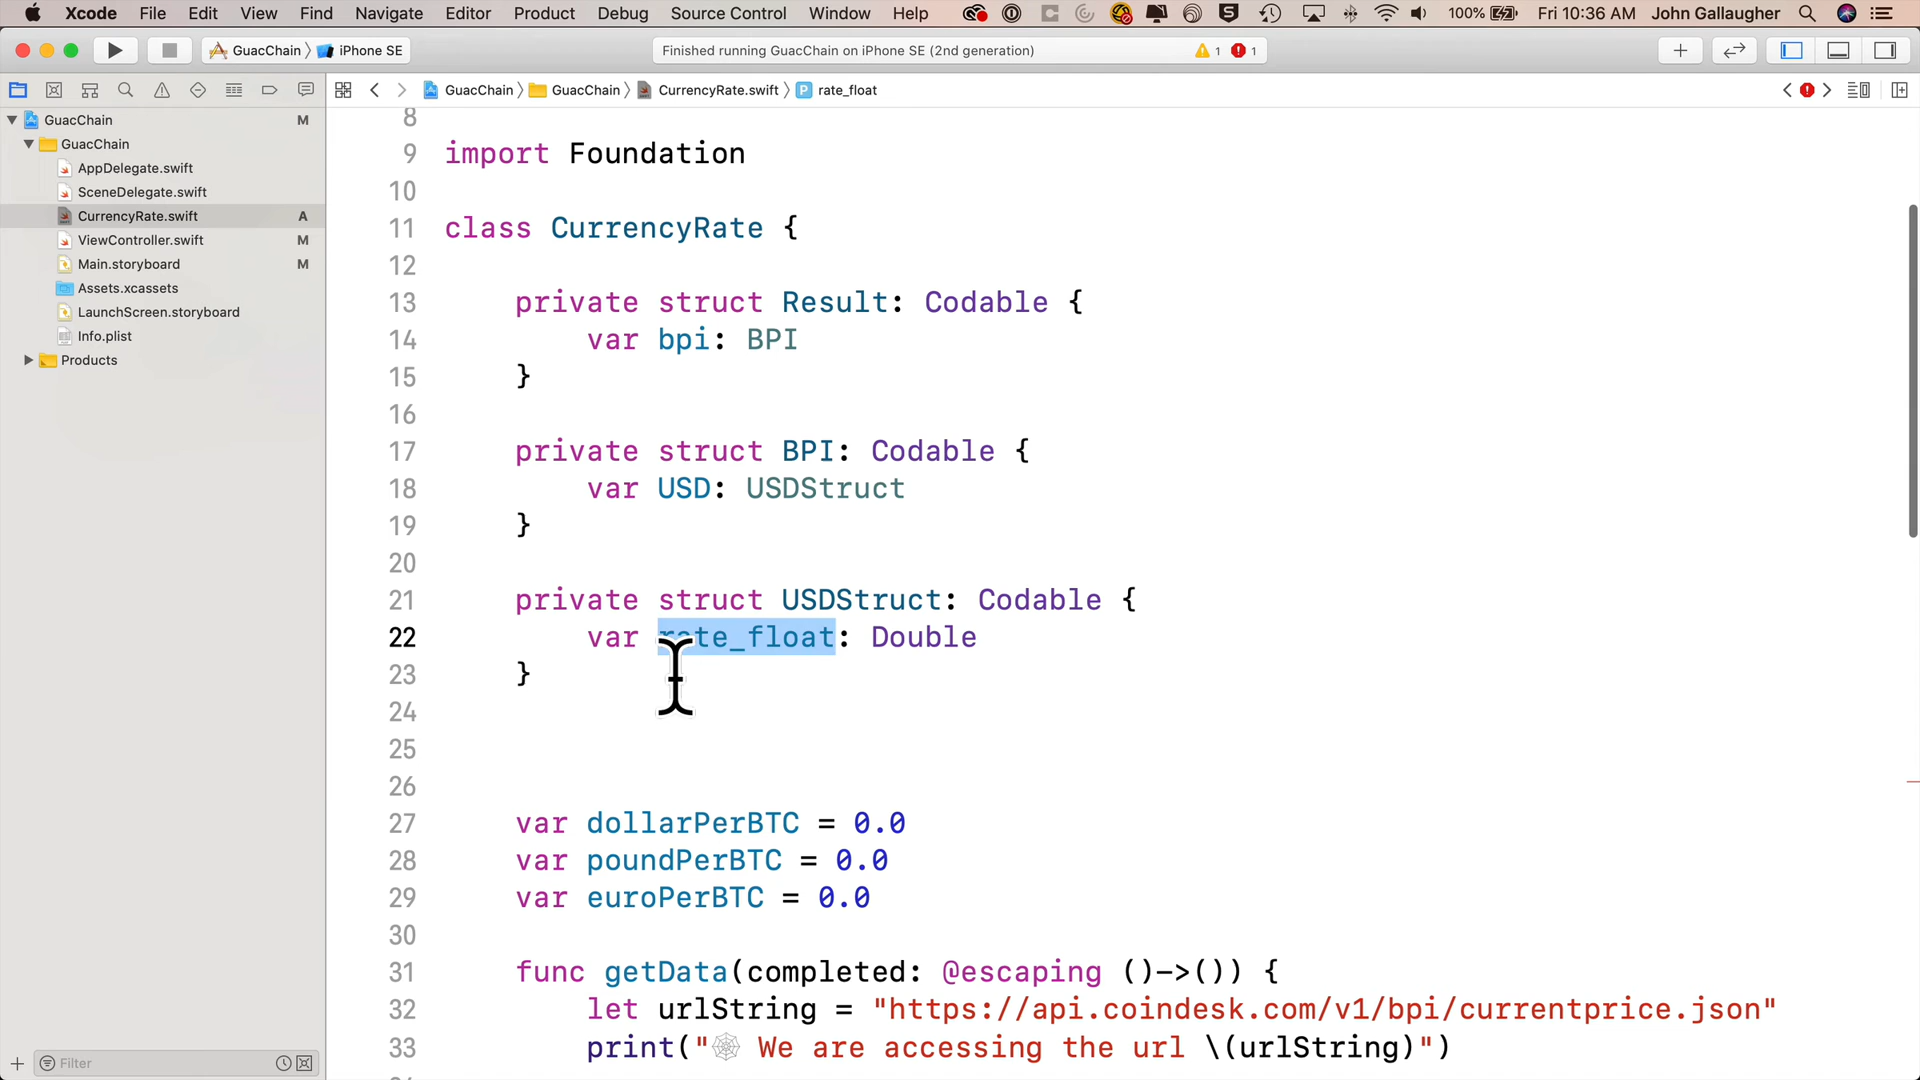 Xcode File Edit View Find Navigate Editor Product Debug Source Control Window Help 100% Fri 10:36 AM John Gallaugher
GuacChain iPhone SE Finished running GuacChain on iPhone SE (2nd generation) 1 1
GuacChain GuacChain CurrencyRate.swift P rate_float
GuacChain M
GuacChain
AppDelegate.swift
SceneDelegate.swift
CurrencyRate.swift A
ViewController.swift M
Main.storyboard M
Assets.xcassets
LaunchScreen.storyboard
Info.plist
Products
Filter
8
9 import Foundation
10
11 class CurrencyRate {
12
13 private struct Result: Codable {
14 var bpi: BPI
15 }
16
17 private struct BPI: Codable {
18 var USD: USDStruct
19 }
20
21 private struct USDStruct: Codable {
22 var rate_float: Double
23 }
24
25
26
27 var dollarPerBTC = 0.0
28 var poundPerBTC = 0.0
29 var euroPerBTC = 0.0
30
31 func getData(completed: @escaping ()->()) {
32 let urlString = "https://api.coindesk.com/v1/bpi/currentprice.json"
33 print("🕸 We are accessing the url \(urlString)")